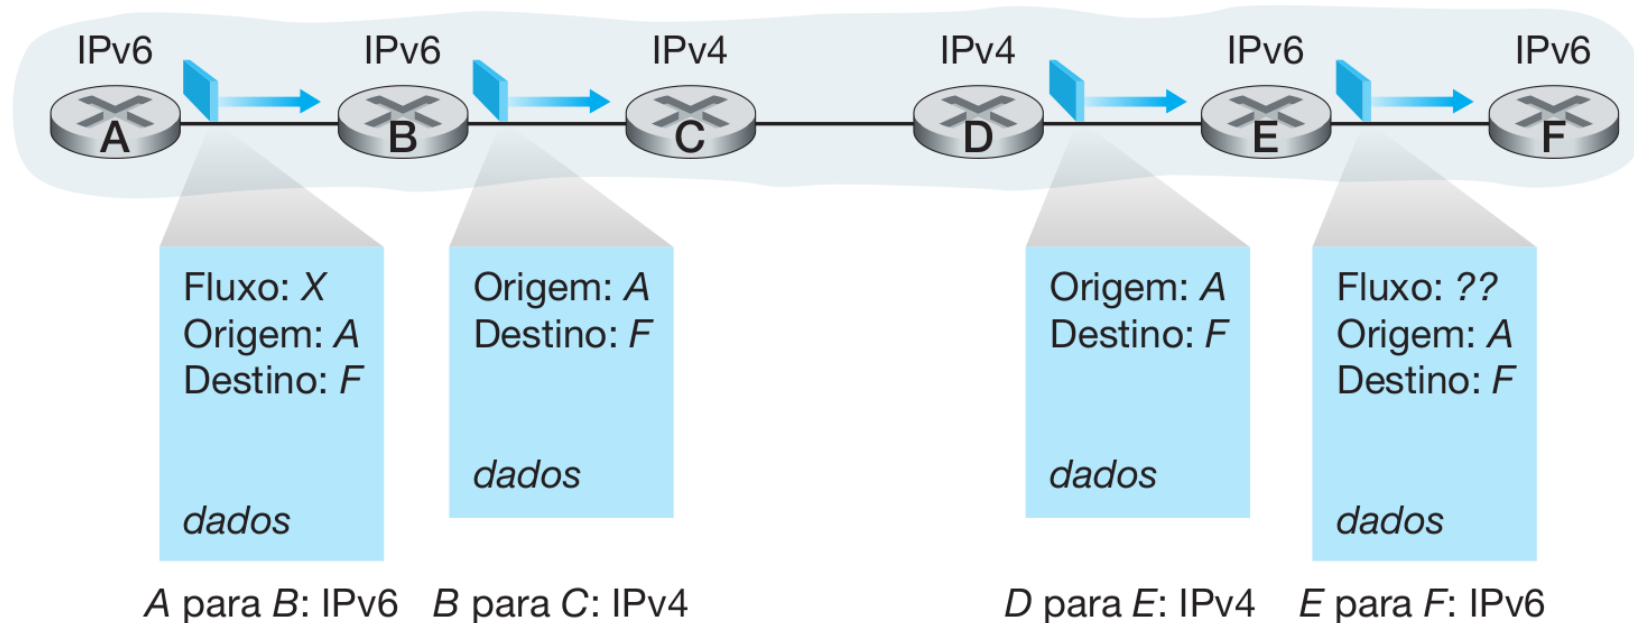 IPv6
IPv6
IPv4
IPv4
IPv6
IPv6
A
B
C
D
E
F
Fluxo: X
Origem: A
Destino: F
dados
Origem: A
Destino: F
dados
Origem: A
Destino: F
dados
Fluxo: ??
Origem: A
Destino: F
dados
A para B: IPv6
B para C: IPv4
D para E: IPv4
E para F: IPv6